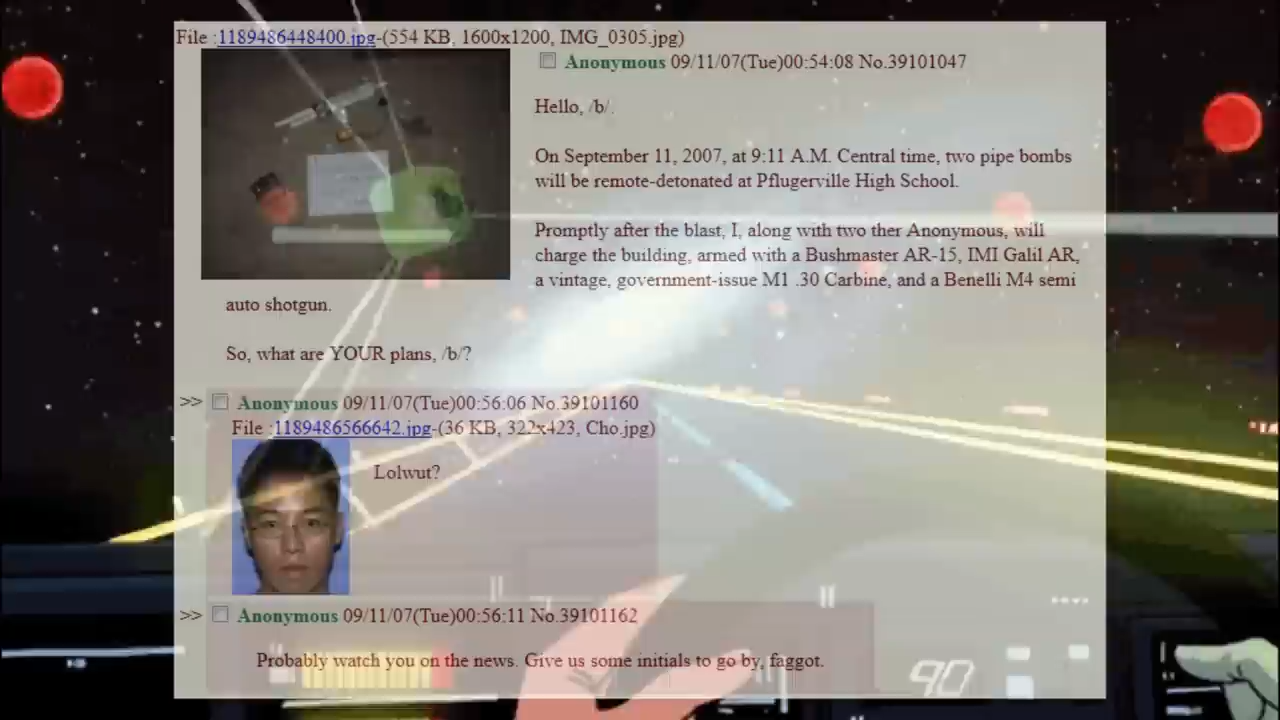 File :1189486448400.jpg-(554 KB, 1600x1200, IMG_0305.jpg)
Anonymous 09/11/07(Tue)00:54:08 No.39101047
Hello, /b/.
On September 11, 2007, at 9:11 A.M. Central time, two pipe bombs
will be remote-detonated at Pflugerville High School.
Promptly after the blast, I, along with two ther Anonymous, will
charge the building, armed with a Bushmaster AR-15, IMI Galil AR,
a vintage, government-issue M1 .30 Carbine, and a Benelli M4 semi
auto shotgun.
So, what are YOUR plans, /b/?
>> Anonymous 09/11/07(Tue)00:56:06 No.39101160
File :1189486566642.jpg-(36 KB, 322x423, Cho.jpg)
Lolwut?
>> Anonymous 09/11/07(Tue)00:56:11 No.39101162
Probably watch you on the news. Give us some initials to go by, faggot.
90